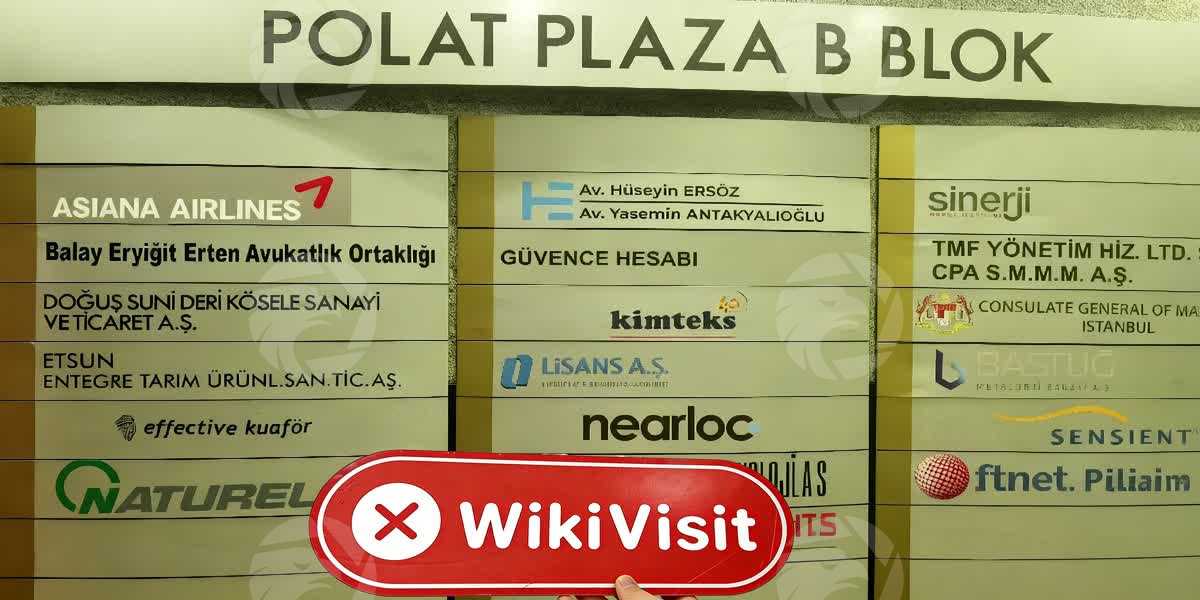 POLAT PLAZA B BLOK
ASIANA AIRLINES
Balay Eryiğit Erten Avukatlık Ortaklığı
DOĞUŞ SUNİ DERİ KÖSELE SANAYİ
VE TİCARET A.Ş.
ETSUN
ENTEGRE TARIM ÜRÜNL.SAN.TİC.AŞ.
effective kuaför
NATUREL
Av. Hüseyin ERSÖZ
Av. Yasemin ANTAKYALIOĞLU
GÜVENCE HESABI
kimteks
LİSANS A.Ş.
nearloc
sinerji
TMF YÖNETİM HİZ. LTD.
CPA S.M.M.M. A.Ş.
CONSULATE GENERAL OF
ISTANBUL
BAŞTUĞ
SENSIENT
ftnet. Piliaim
WikiVisit